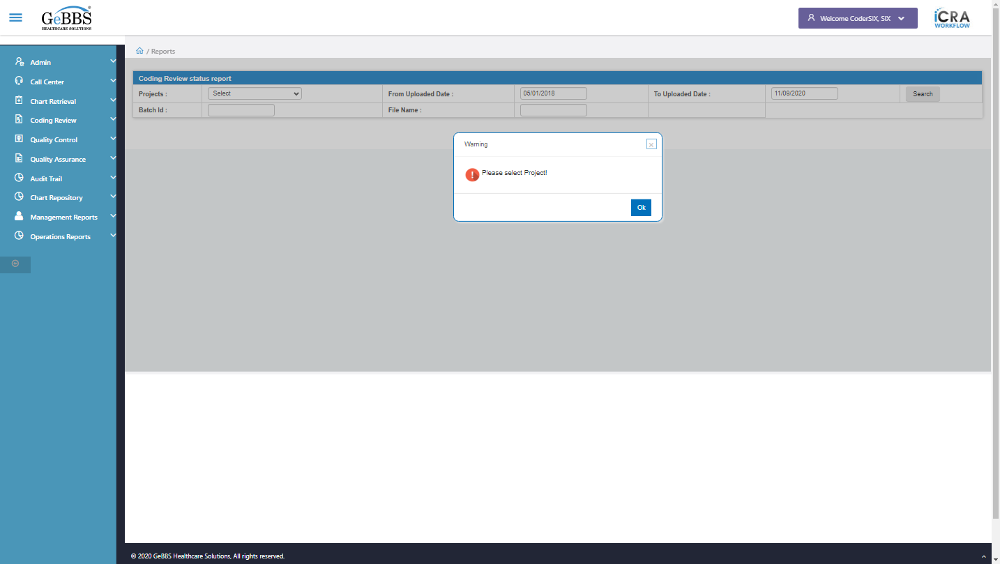 GeBBS®
HEALTHCARE SOLUTIONS
Welcome CoderSIX, SIX
iCRA
WORKFLOW
/ Reports
Admin
Call Center
Chart Retrieval
Coding Review
Quality Control
Quality Assurance
Audit Trail
Chart Repository
Management Reports
Operations Reports
Coding Review status report
Projects : Select From Uploaded Date : 05/01/2018 To Uploaded Date : 11/09/2020 Search
Batch Id : File Name :
Warning
Please select Project!
Ok
© 2020 GeBBS Healthcare Solutions, All rights reserved.